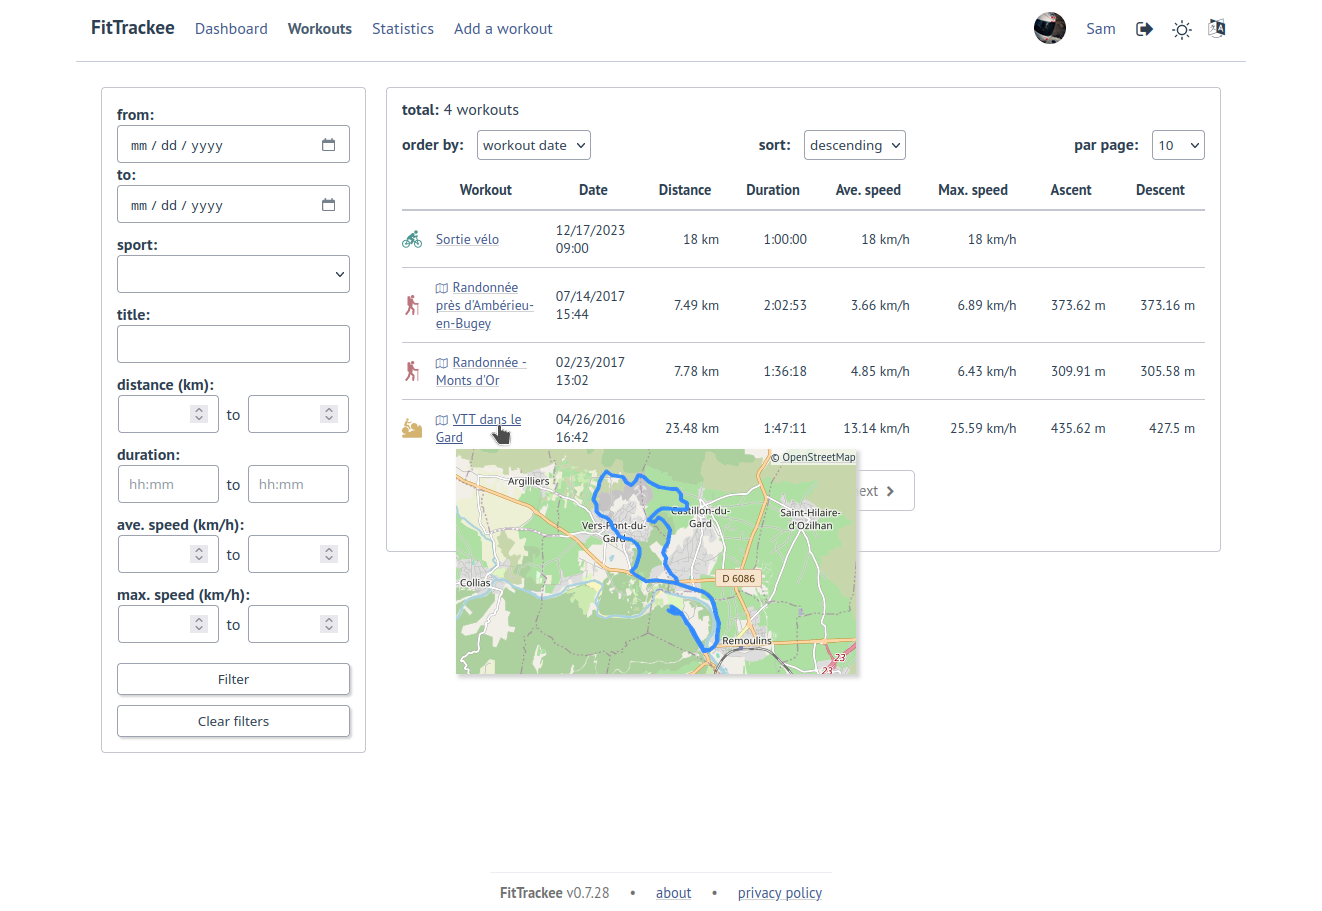 FitTrackee Dashboard Workouts Statistics Add a workout Sam
from:
mm / dd / yyyy
to:
mm / dd / yyyy
sport:
title:
distance (km):
to
duration:
hh:mm to hh:mm
ave. speed (km/h):
to
max. speed (km/h):
to
Filter
Clear filters
total: 4 workouts
order by: workout date sort: descending par page: 10
Workout Date Distance Duration Ave. speed Max. speed Ascent Descent
Sortie vélo 12/17/2023 09:00 18 km 1:00:00 18 km/h 18 km/h
Randonnée
près d'Ambérieu-
en-Bugey
07/14/2017
15:44
7.49 km 2:02:53 3.66 km/h 6.89 km/h 373.62 m 373.16 m
Randonnée -
Monts d'Or
02/23/2017
13:02
7.78 km 1:36:18 4.85 km/h 6.43 km/h 309.91 m 305.58 m
VTT dans le
Gard
04/26/2016
16:42
23.48 km 1:47:11 13.14 km/h 25.59 km/h 435.62 m 427.5 m
© OpenStreetMap
Argilliers
Castillon-du-
Gard
Saint-Hilaire-
d'Ozilhan
Vers-Pont-du-
Gard
Collias
D 6086
Remoulins
23
23
ext
FitTrackee v0.7.28 • about • privacy policy